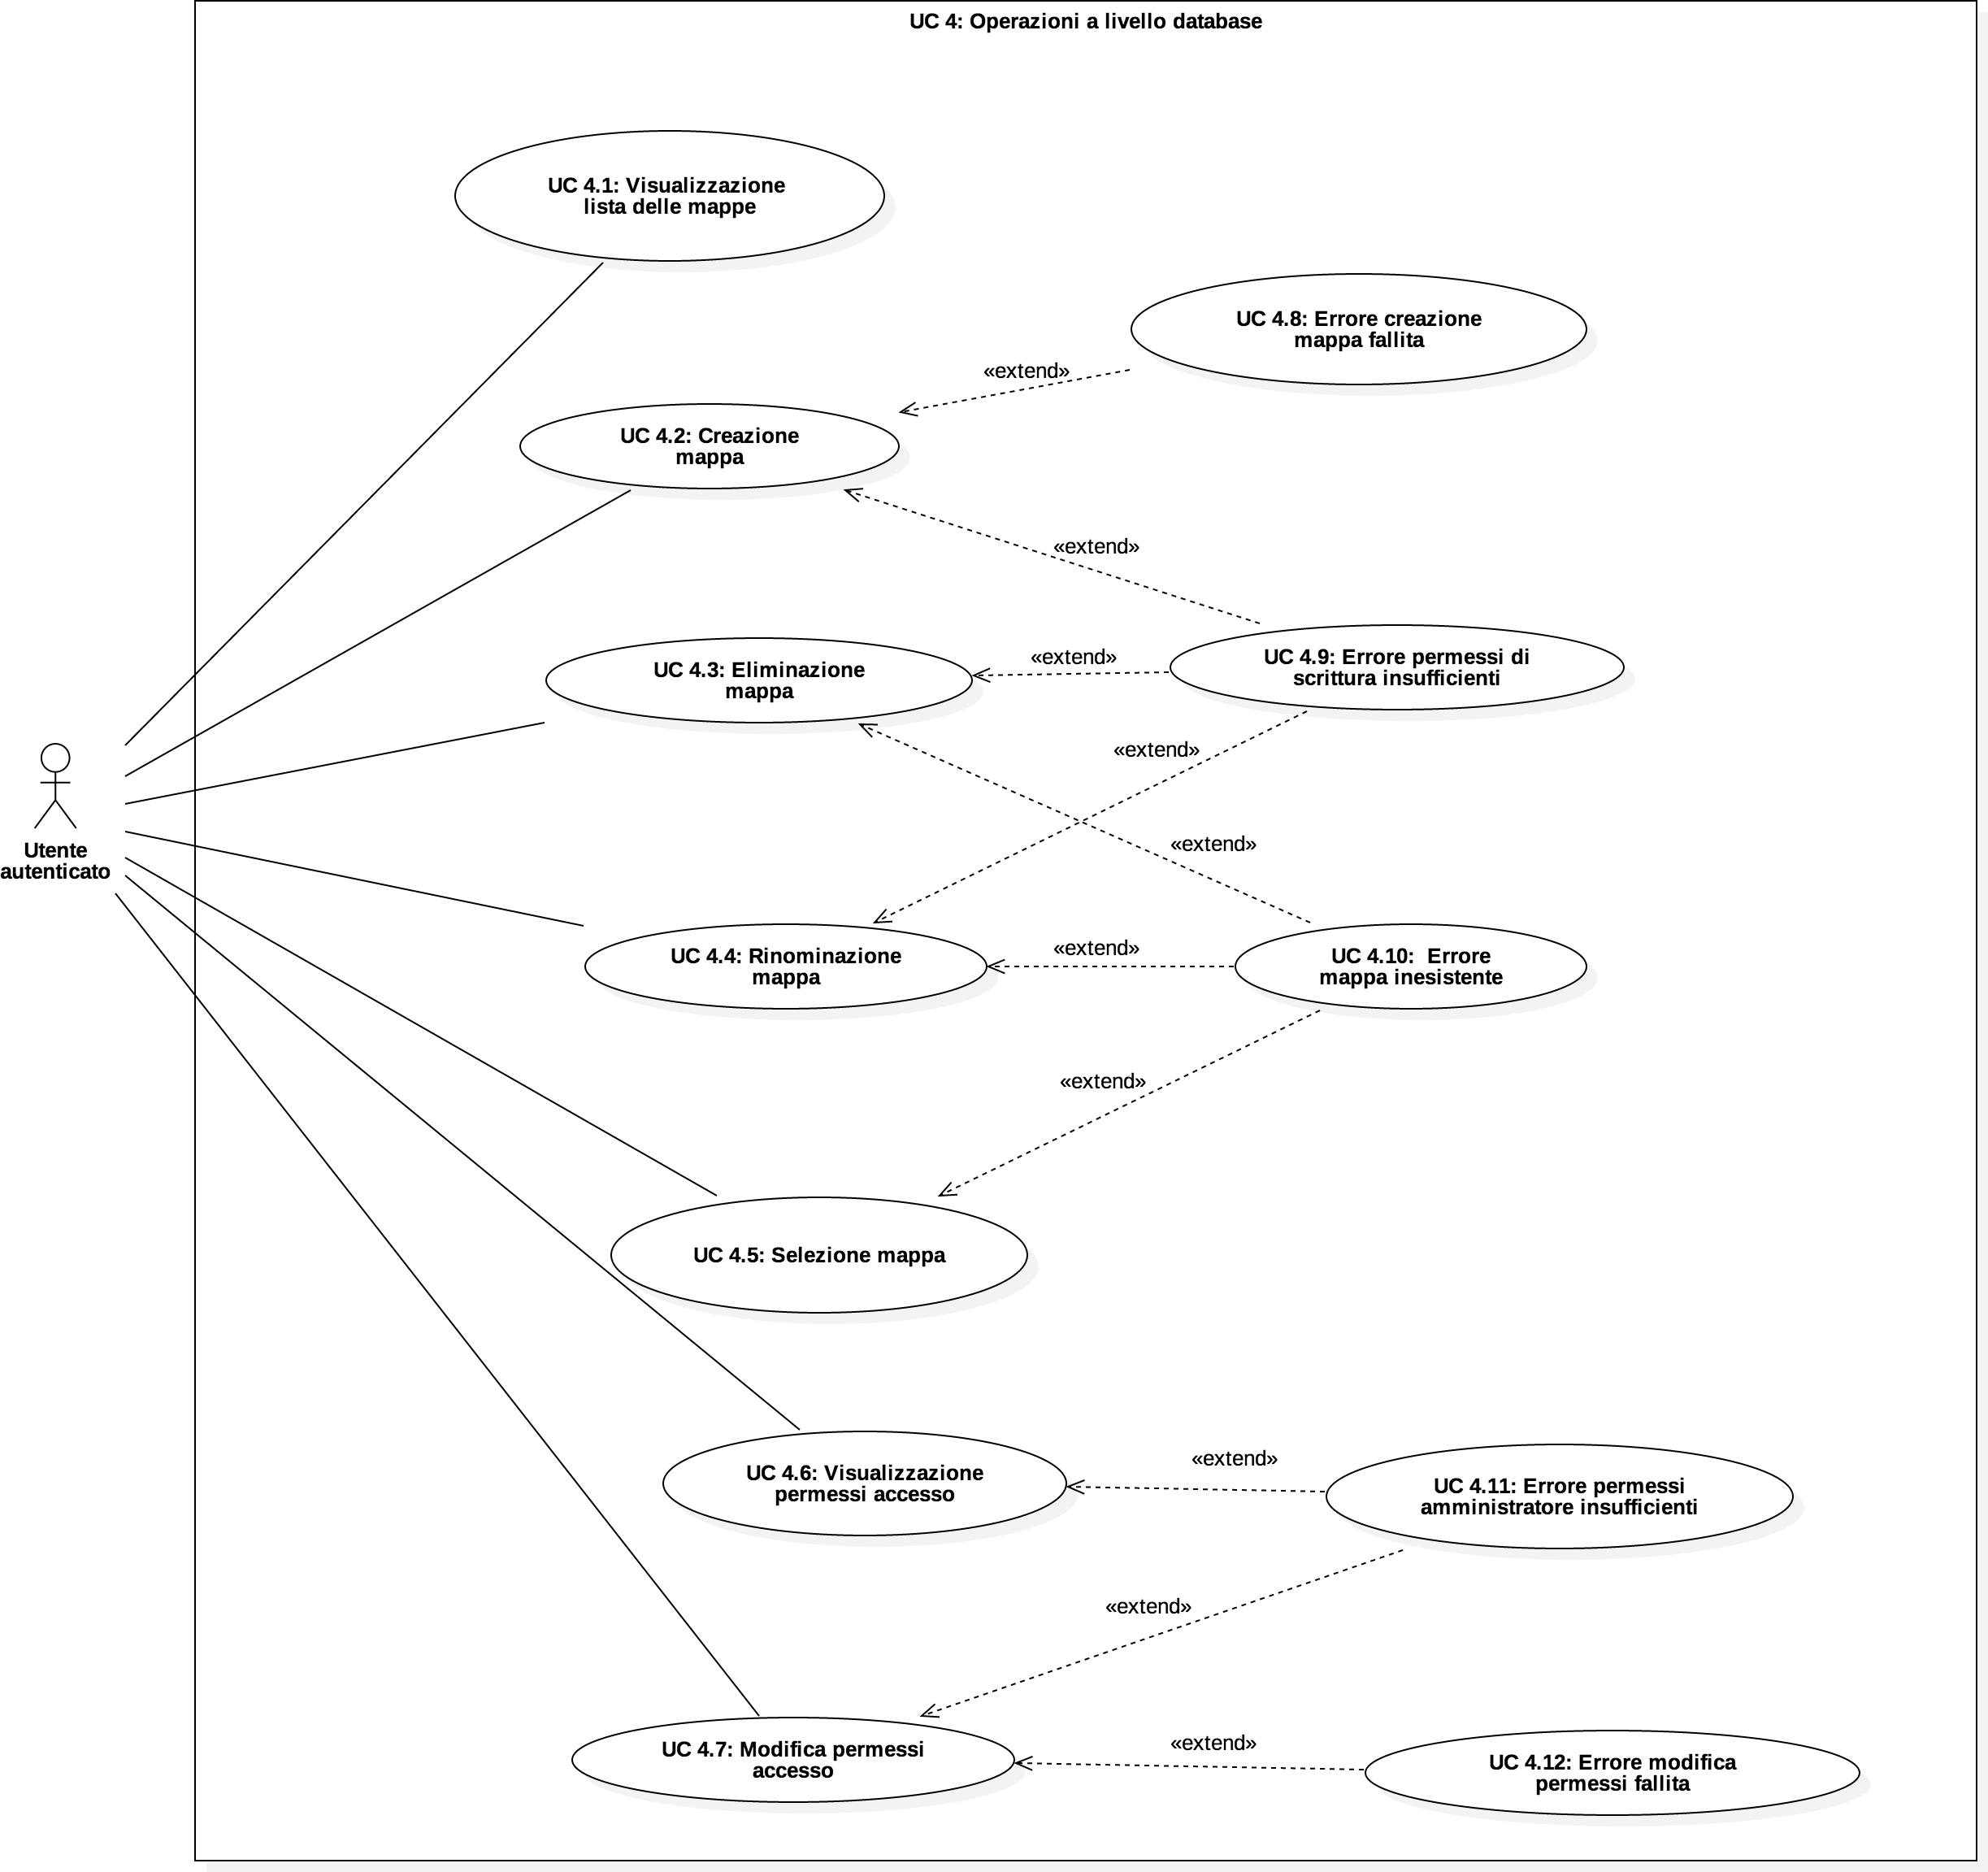 UC 4: Operazioni a livello database
UC 4.1: Visualizzazione
lista delle mappe
UC 4.8: Errore creazione
mappa fallita
«extend»
UC 4.2: Creazione
mappa
«extend»
UC 4.3: Eliminazione
mappa
«extend»
UC 4.9: Errore permessi di
scrittura insufficienti
«extend»
«extend»
Utente
autenticato
UC 4.4: Rinominazione
mappa
«extend»
UC 4.10:  Errore
mappa inesistente
«extend»
UC 4.5: Selezione mappa
UC 4.6: Visualizzazione
permessi accesso
«extend»
UC 4.11: Errore permessi
amministratore insufficienti
«extend»
UC 4.7: Modifica permessi
accesso
«extend»
UC 4.12: Errore modifica
permessi fallita